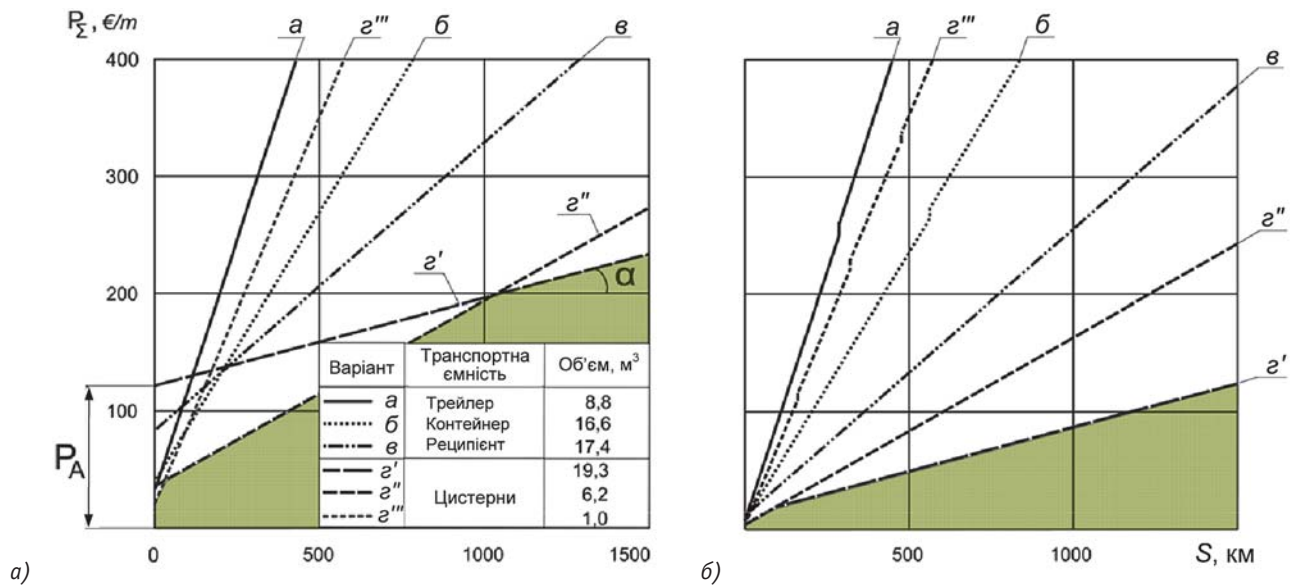 P_Σ, €/т
а
г'''
б
в
400
300
200
100
P_A
г''
г'
α
Варіант
Транспортна ємність
Об'єм, м³
а Трейлер 8,8
б Контейнер 16,6
в Реципієнт 17,4
г' 19,3
г'' Цистерни 6,2
г''' 1,0
0 500 1000 1500
а)
а
г'''
б
в
г''
г'
500 1000 S, км
б)